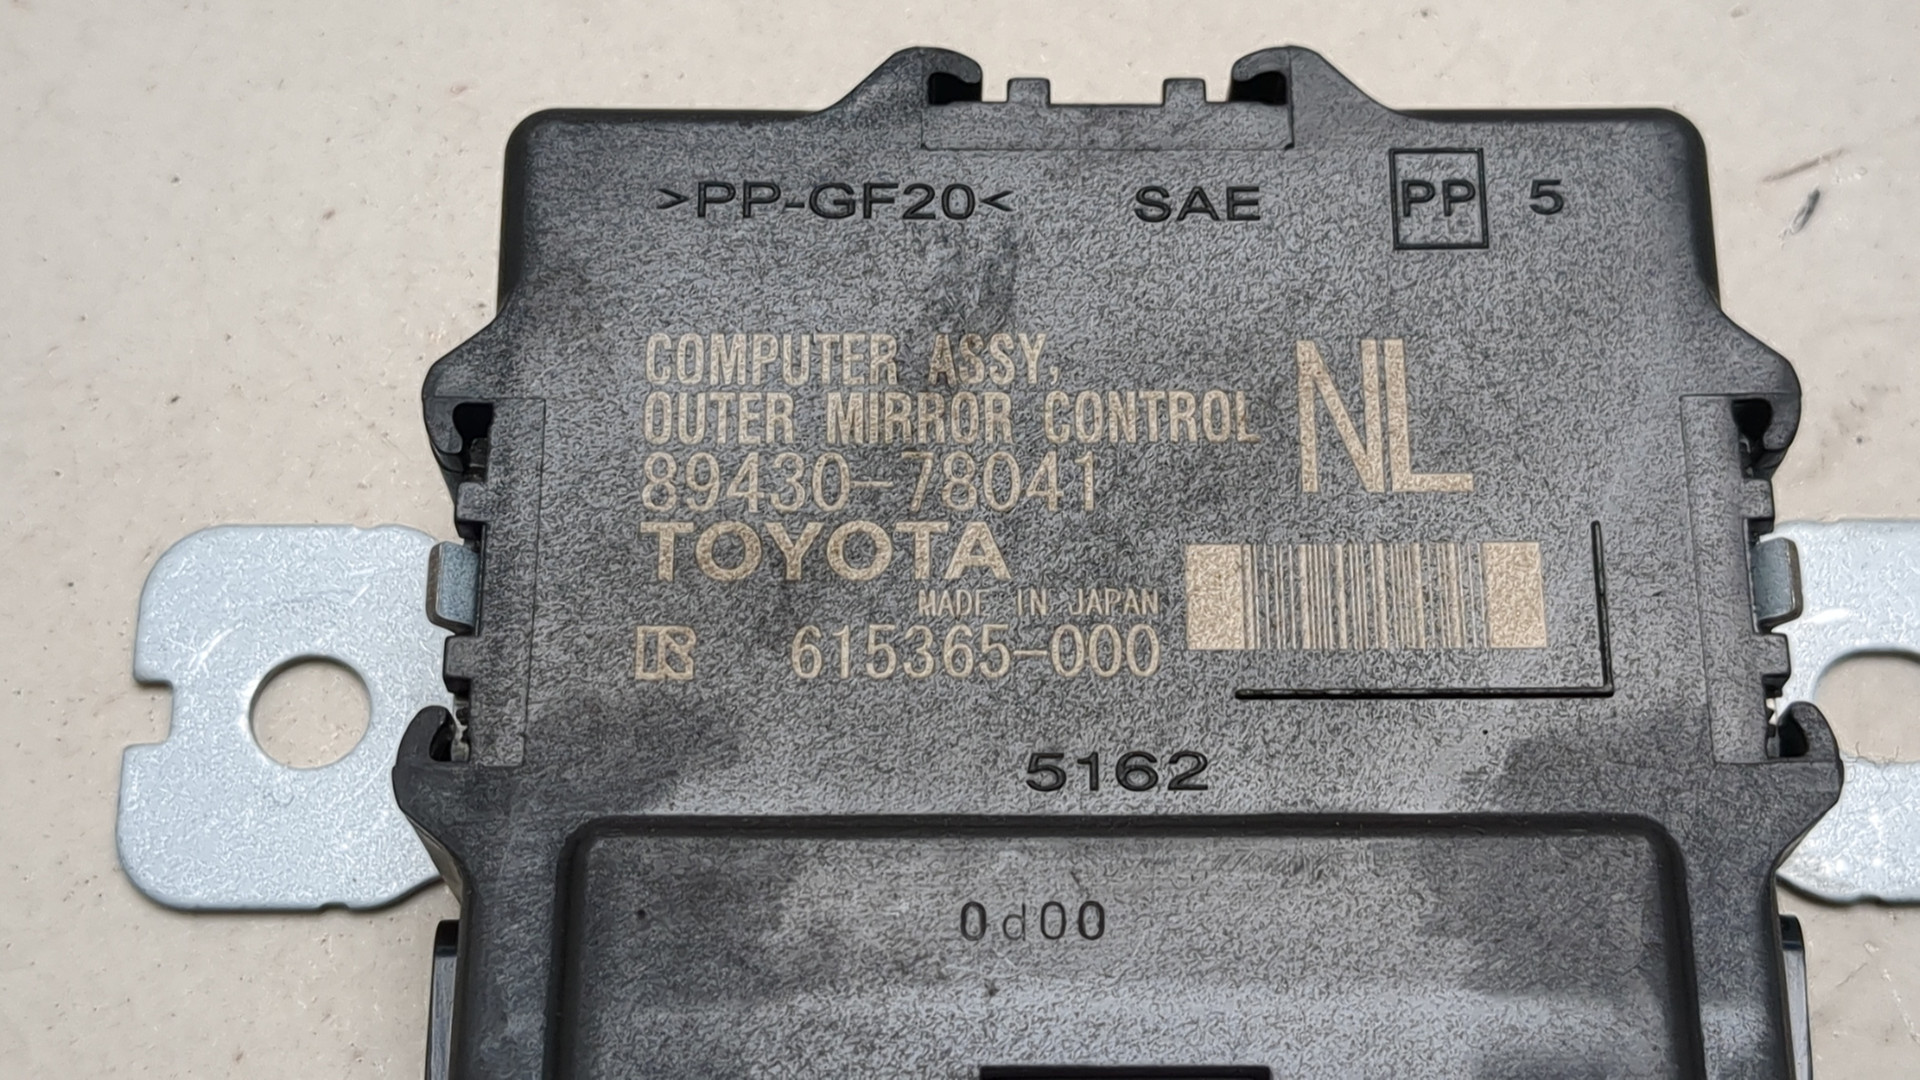 >PP-GF20< SAE PP 5
COMPUTER ASSY,
OUTER MIRROR CONTROL
NL
89430-78041
TOYOTA
MADE IN JAPAN
615365-000
5162
0d00